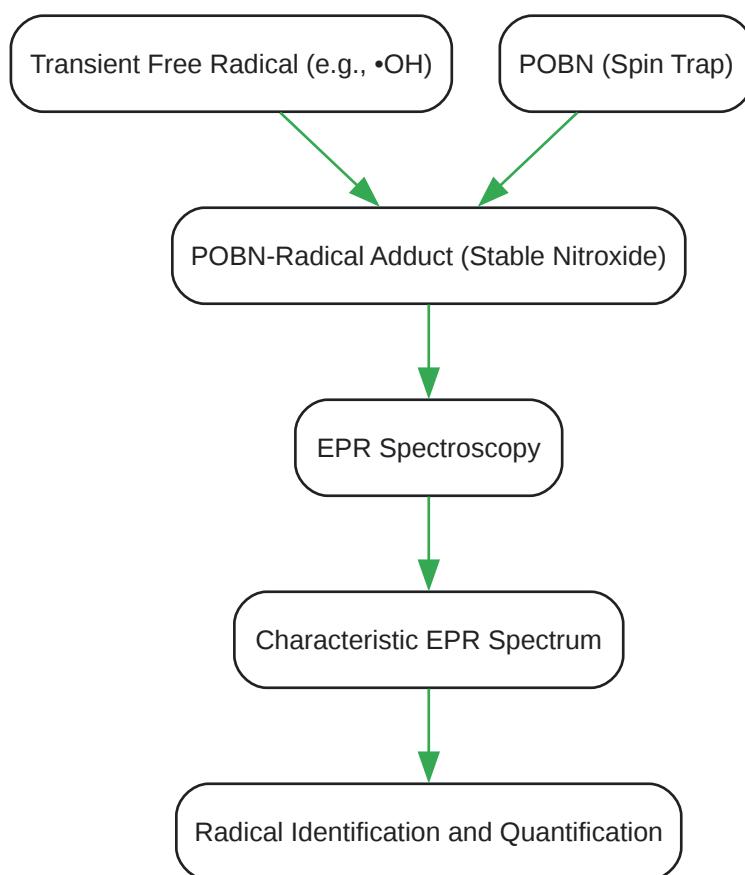 Transient Free Radical (e.g., •OH)
POBN (Spin Trap)
POBN-Radical Adduct (Stable Nitroxide)
EPR Spectroscopy
Characteristic EPR Spectrum
Radical Identification and Quantification